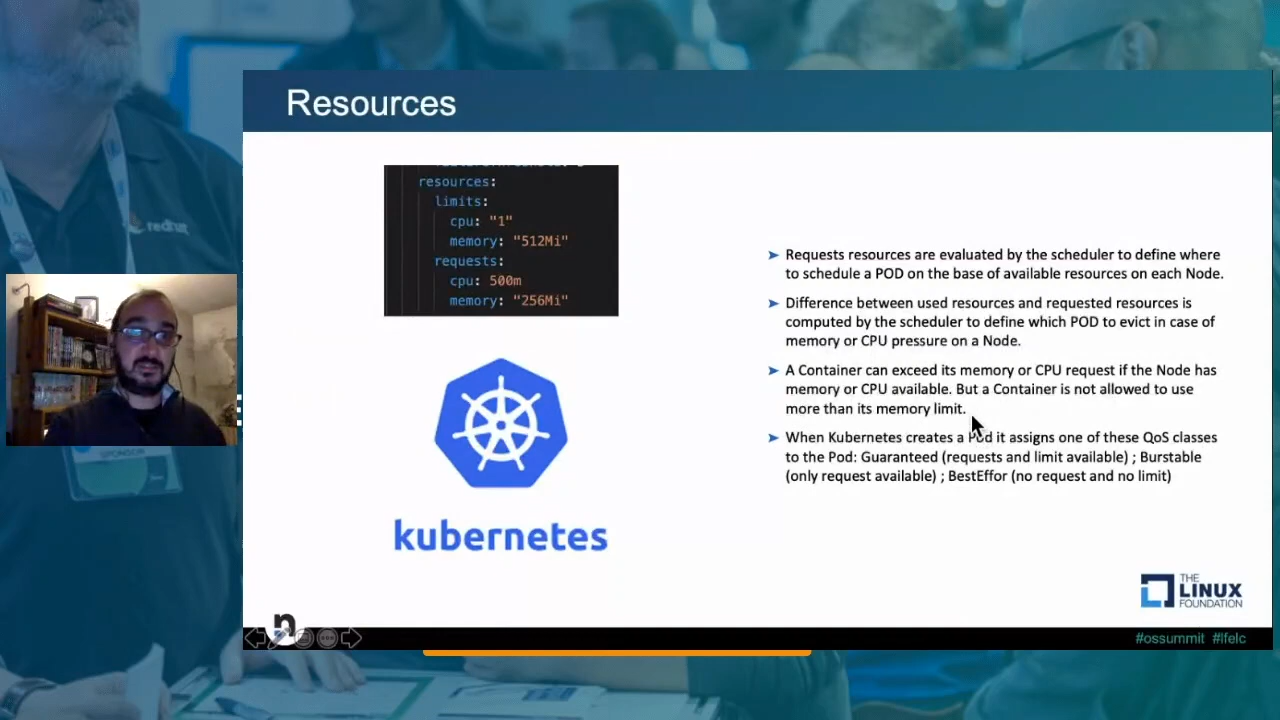 Resources
resources:
limits:
cpu: "1"
memory: "512Mi"
requests:
cpu: 500m
memory: "256Mi"
kubernetes
➤ Requests resources are evaluated by the scheduler to define where
to schedule a POD on the base of available resources on each Node.
➤ Difference between used resources and requested resources is
computed by the scheduler to define which POD to evict in case of
memory or CPU pressure on a Node.
➤ A Container can exceed its memory or CPU request if the Node has
memory or CPU available. But a Container is not allowed to use
more than its memory limit.
➤ When Kubernetes creates a Pod it assigns one of these QoS classes
to the Pod: Guaranteed (requests and limit available) ; Burstable
(only request available) ; BestEffor (no request and no limit)
THE
LINUX
FOUNDATION
n
#ossummit #lfelc
redhat
SPONSOR